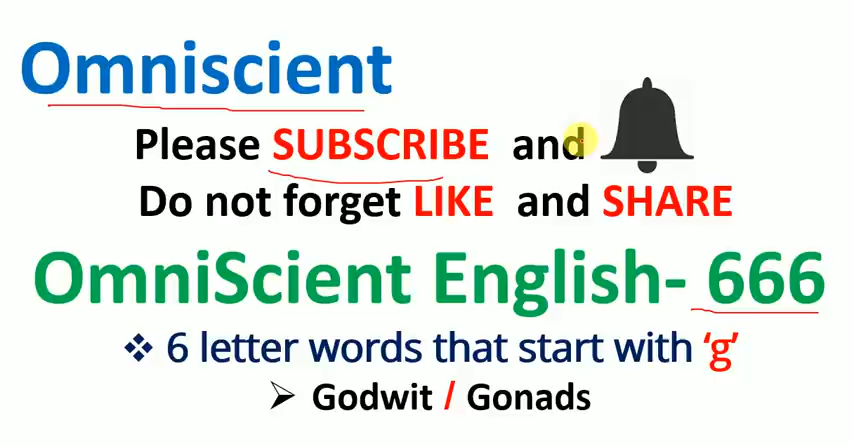 Omniscient
Please SUBSCRIBE and
Do not forget LIKE and SHARE
OmniScient English- 666
❖ 6 letter words that start with ‘g’
➢ Godwit / Gonads